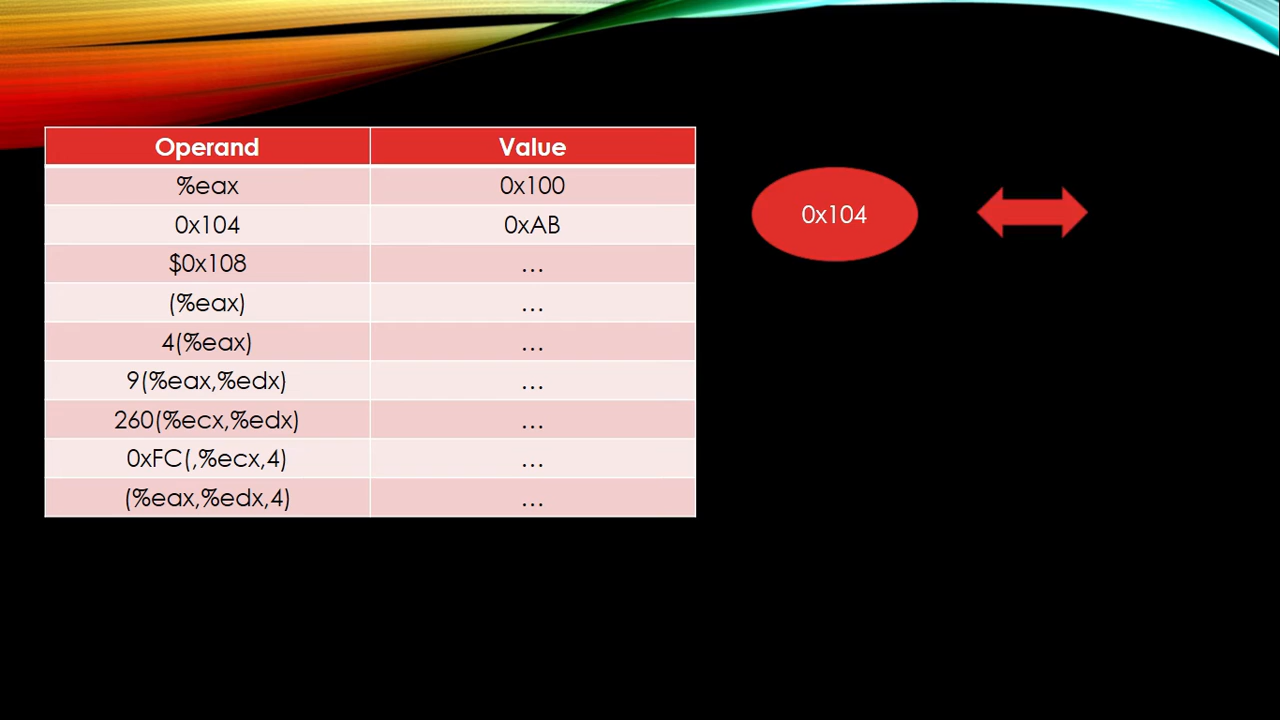 Operand Value
%eax 0x100
0x104 0xAB
$0x108 …
(%eax) …
4(%eax) …
9(%eax,%edx) …
260(%ecx,%edx) …
0xFC(,%ecx,4) …
(%eax,%edx,4) …
0x104